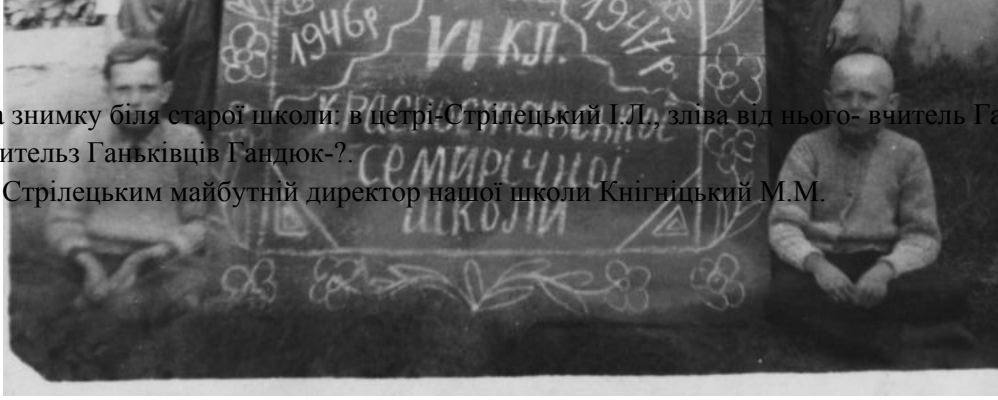 1946р
1947р.
VI КЛ.
а знимку біля старої школи: в цетрі-Стрілецький І.Л., зліва від нього- вчитель Га
КРАСНОСТАВСЬКОЇ
ительз Ганьківців Гандюк-?.
СЕМИРІЧНОЇ
Стрілецьким майбутній директор нашої школи Кнігніцький М.М.
ШКОЛИ